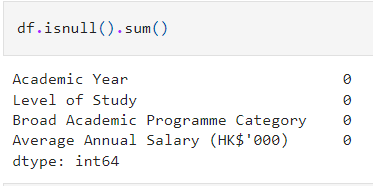 df.isnull().sum()
Academic Year 0
Level of Study 0
Broad Academic Programme Category 0
Average Annual Salary (HK$'000) 0
dtype: int64